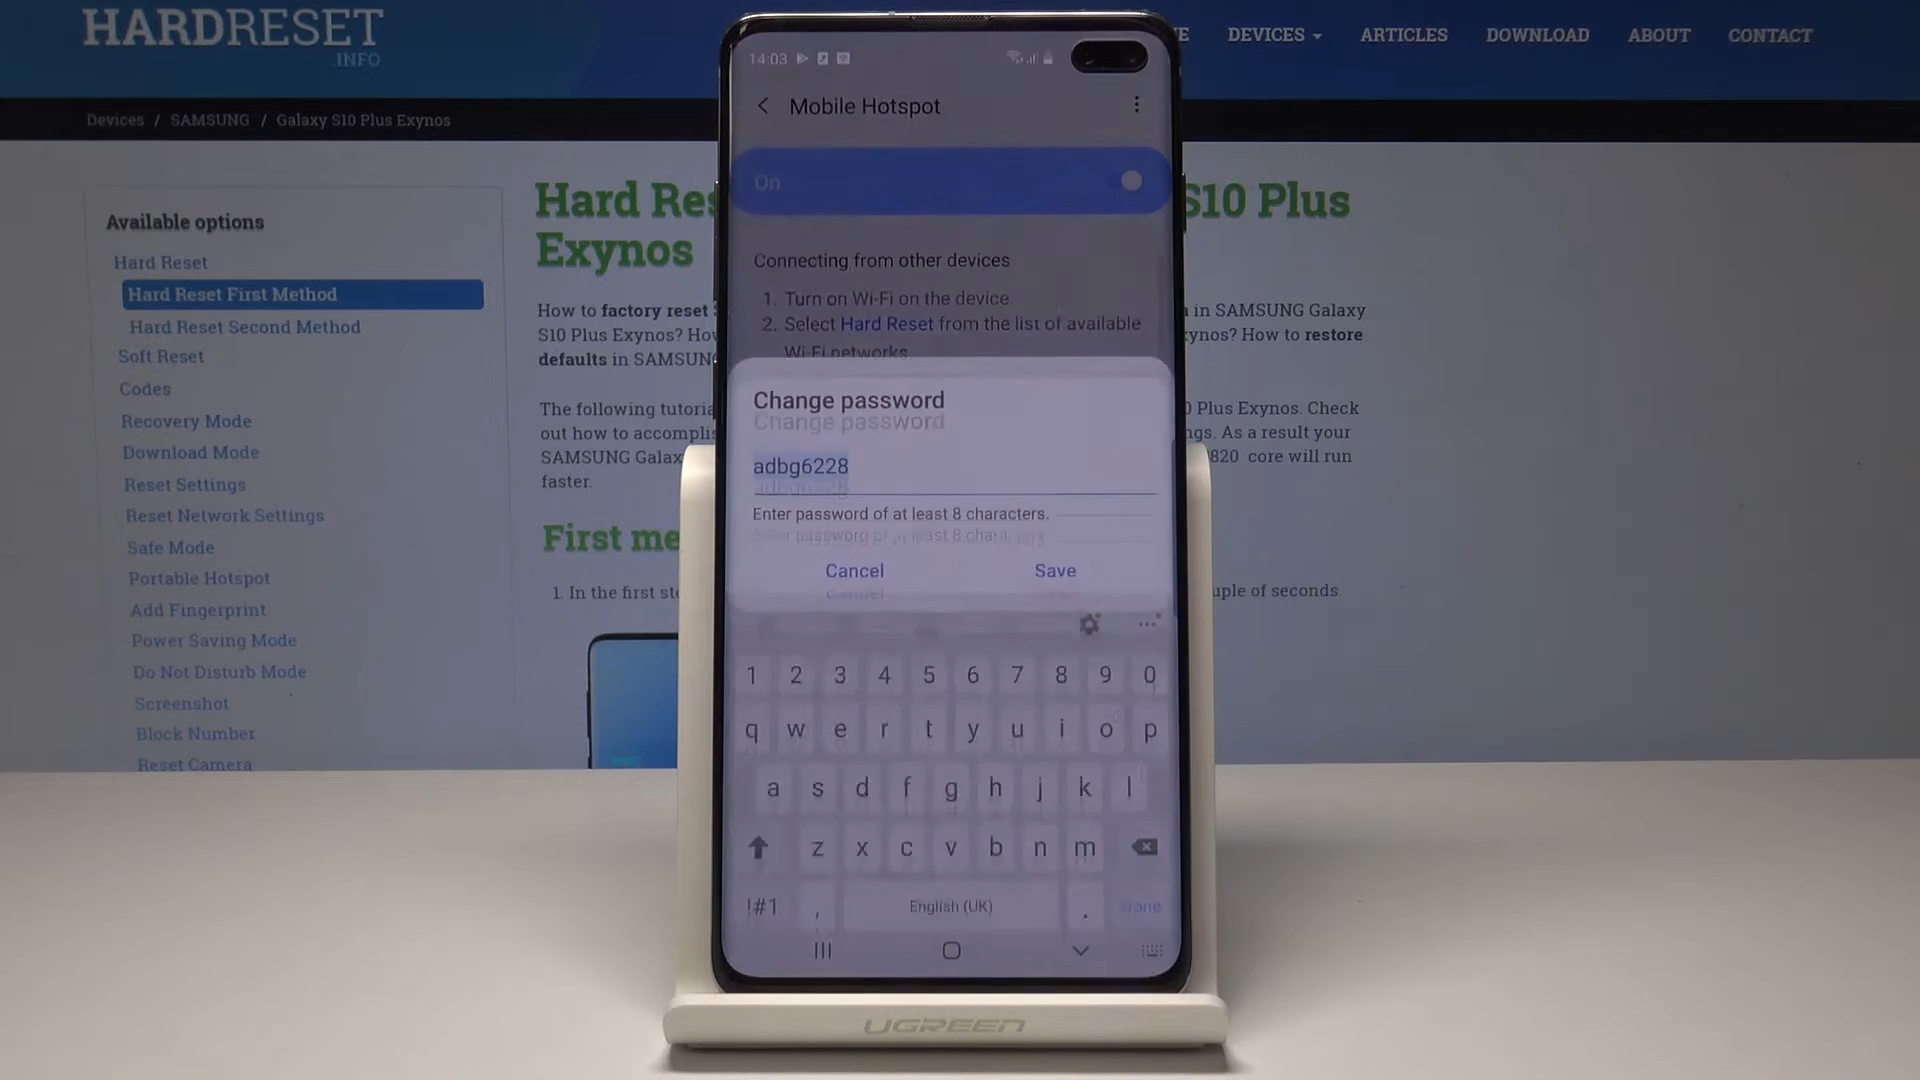 HARDRESET
.INFO
DEVICES
ARTICLES
DOWNLOAD
ABOUT
CONTACT
Devices / SAMSUNG / Galaxy S10 Plus Exynos
Available options
Hard Reset
Hard Reset First Method
Hard Reset Second Method
Soft Reset
Codes
Recovery Mode
Download Mode
Reset Settings
Reset Network Settings
Safe Mode
Portable Hotspot
Add Fingerprint
Power Saving Mode
Do Not Disturb Mode
Screenshot
Block Number
Reset Camera
Hard Res S10 Plus
Exynos
How to factory reset in SAMSUNG Galaxy
S10 Plus Exynos? How to restore
defaults in SAMSUNG
The following tutoria Plus Exynos. Check
out how to accomplis ngs. As a result your
SAMSUNG Galax 820 core will run
faster.
First me
1. In the first ste uple of seconds.
14:03
Mobile Hotspot
On
Connecting from other devices
1. Turn on Wi-Fi on the device.
2. Select Hard Reset from the list of available
Wi-Fi networks.
Change password
Change password
adbg6228
adbg6228
Enter password of at least 8 characters.
Enter password of at least 8 characters.
Cancel Save
Cancel
1 2 3 4 5 6 7 8 9 0
q w e r t y u i o p
a s d f g h j k l
z x c v b n m
!#1 , English (UK) . Done
UGREEN